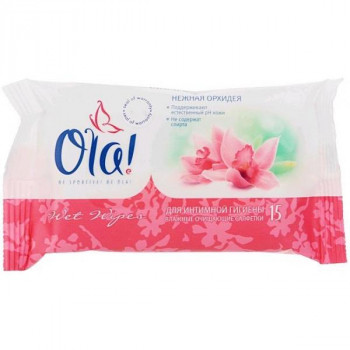 НЕЖНАЯ ОРХИДЕЯ
• Поддерживает
естественный pH кожи
• Не содержит
спирта
Ola!
BE SPORTIVE! BE OLA!
Wet Wipes
ДЛЯ ИНТИМНОЙ ГИГИЕНЫ
ВЛАЖНЫЕ ОЧИЩАЮЩИЕ САЛФЕТКИ
15